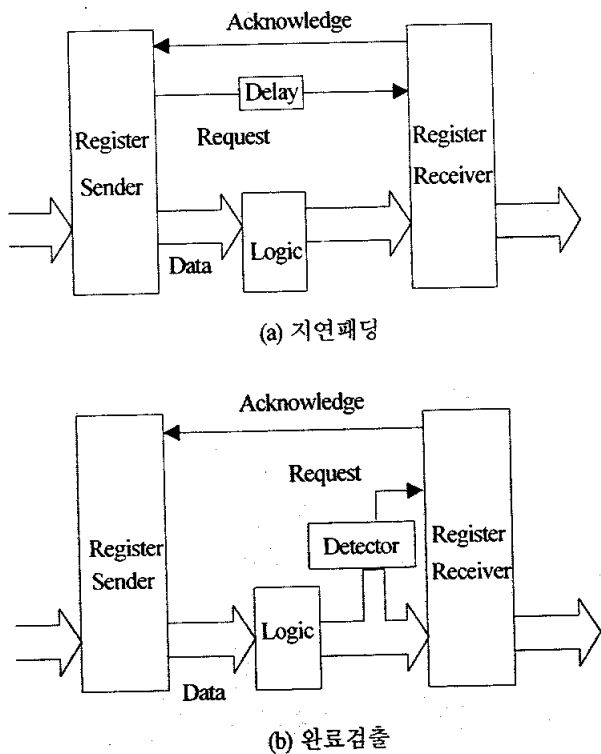 Acknowledge
Delay
Register
Sender
Request
Register
Receiver
Logic
Data
(a) 지연패딩
Acknowledge
Request
Detector
Register
Sender
Register
Receiver
Logic
Data
(b) 완료검출